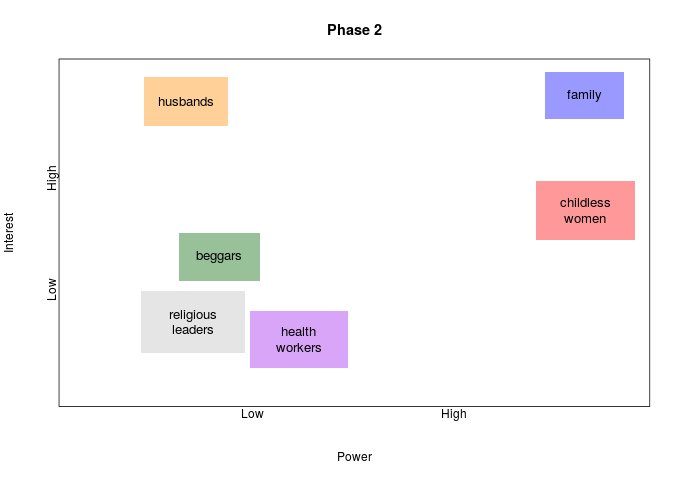 Phase 2
husbands
family
High
childless
women
Interest
beggars
Low
religious
leaders
health
workers
Low
High
Power